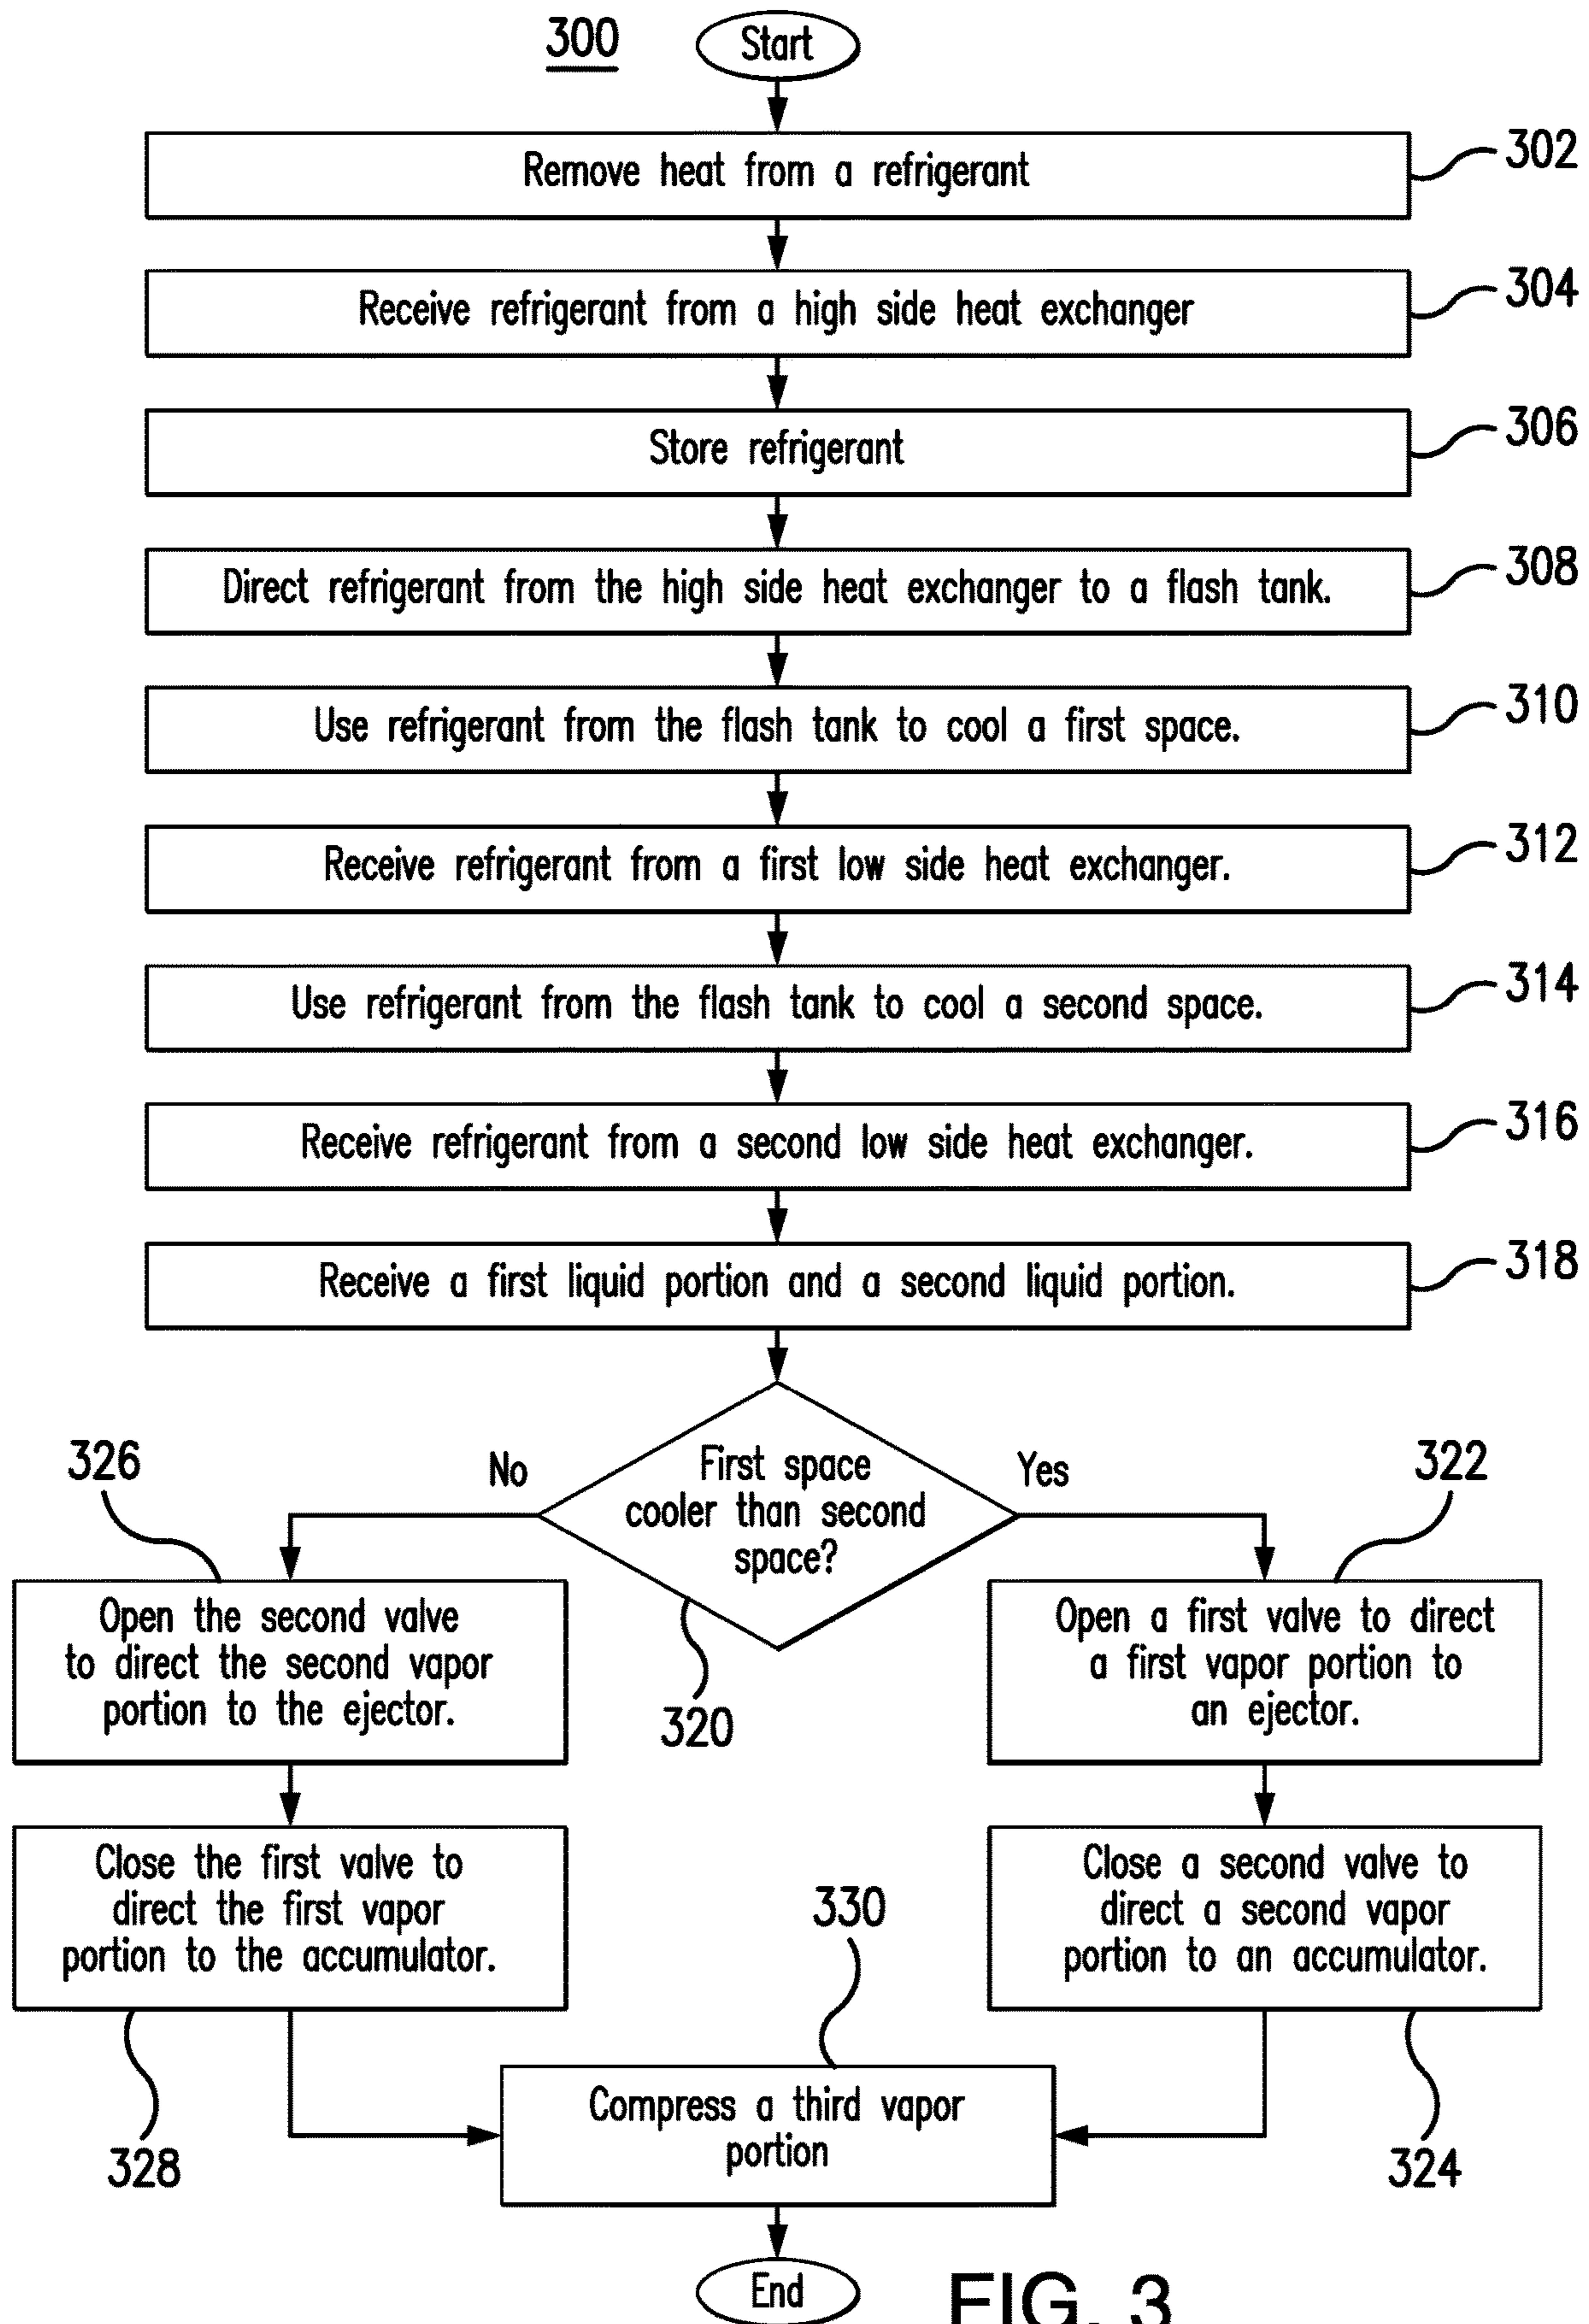 300
Start
Remove heat from a refrigerant
302
Receive refrigerant from a high side heat exchanger
304
Store refrigerant
306
Direct refrigerant from the high side heat exchanger to a flash tank.
308
Use refrigerant from the flash tank to cool a first space.
310
Receive refrigerant from a first low side heat exchanger.
312
Use refrigerant from the flash tank to cool a second space.
314
Receive refrigerant from a second low side heat exchanger.
316
Receive a first liquid portion and a second liquid portion.
318
First space
cooler than second
space?
320
No
Yes
326
Open the second valve
to direct the second vapor
portion to the ejector.
322
Open a first valve to direct
a first vapor portion to
an ejector.
Close the first valve to
direct the first vapor
portion to the accumulator.
328
Close a second valve to
direct a second vapor
portion to an accumulator.
324
330
Compress a third vapor
portion
End
FIG. 3